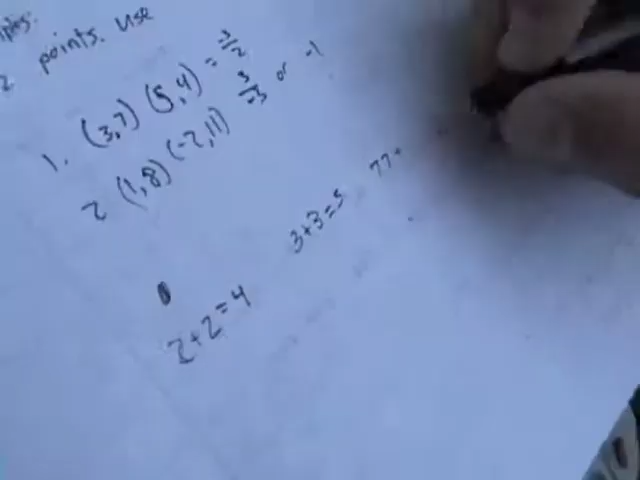 2 points. Use
1. (3,7) (5,4) = 3/2
2 (1,8) (-2,11) 3/-3 or -1
3+3=5 77+
2+2=4